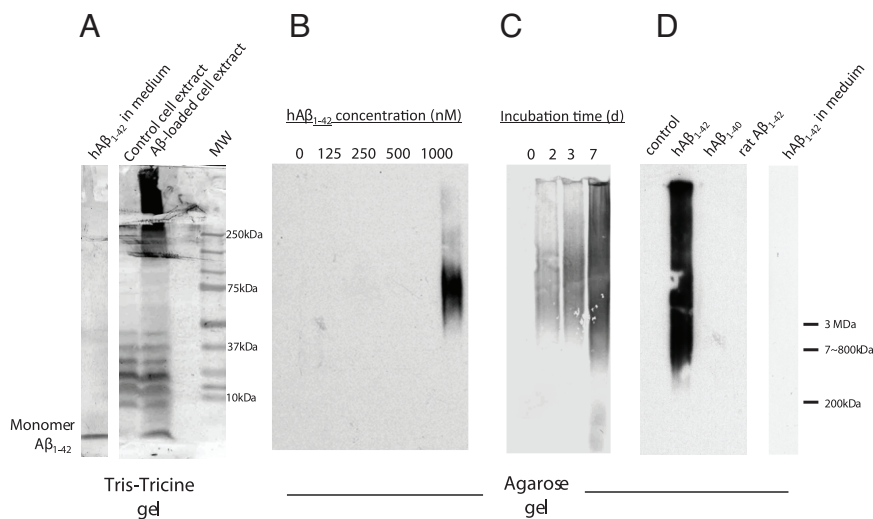 A
hAβ1-42 in medium
Control cell extract
Aβ-loaded cell extract
MW
250kDa
75kDa
37kDa
10kDa
Monomer
Aβ1-42
Tris-Tricine
gel
B
hAβ1-42 concentration (nM)
0 125 250 500 1000
C
Incubation time (d)
0 2 3 7
D
control
hAβ1-42
hAβ1-40
rat Aβ1-42
hAβ1-42 in meduim
3 MDa
7~800kDa
200kDa
Agarose
gel